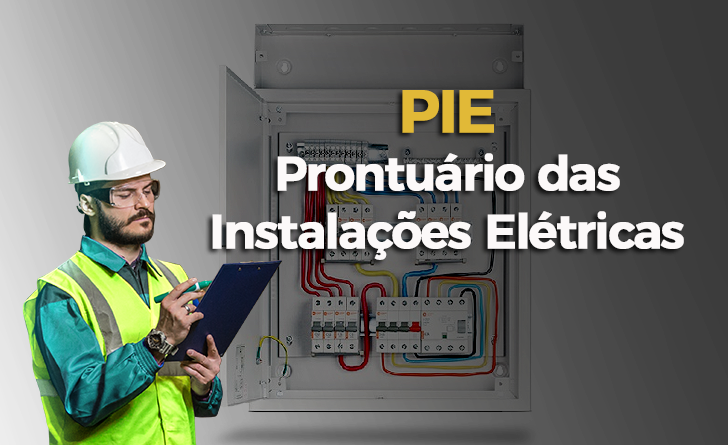 PIE
Prontuário das
Instalações Elétricas